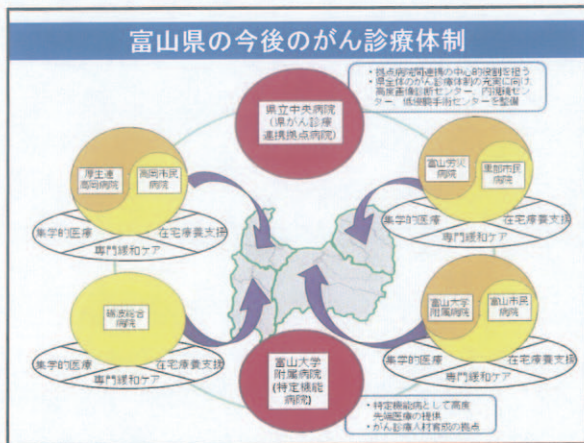 富山県の今後のがん診療体制
・拠点病院間連携の中心的役割を担う
・県全体のがん診療体制の充実に向け、
高度画像診断センター、内視鏡セン
ター、低侵襲手術センターを整備
県立中央病院
(県がん診療
連携拠点病院)
厚生連
高岡病院
高岡市民
病院
集学的医療
在宅療養支援
専門緩和ケア
富山労災
病院
黒部市民
病院
集学的医療
在宅療養支援
専門緩和ケア
砺波総合
病院
集学的医療
在宅療養支援
専門緩和ケア
富山大学
附属病院
富山市民
病院
集学的医療
在宅療養支援
専門緩和ケア
富山大学
附属病院
(特定機能
病院)
・特定機能病として高度
先端医療の提供
・がん診療人材育成の拠点